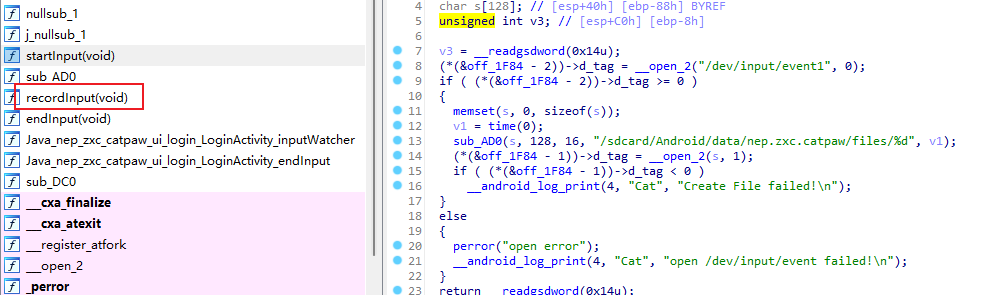 nullsub_1
j_nullsub_1
startInput(void)
sub_AD0
recordInput(void)
endInput(void)
Java_nep_zxc_catpaw_ui_login_LoginActivity_inputWatcher
Java_nep_zxc_catpaw_ui_login_LoginActivity_endInput
sub_DC0
__cxa_finalize
__cxa_atexit
__register_atfork
__open_2
_perror
4 char s[128]; // [esp+40h] [ebp-88h] BYREF
5 unsigned int v3; // [esp+C0h] [ebp-8h]
6
7 v3 = __readgsdword(0x14u);
8 (*(&off_1F84 - 2))->d_tag = __open_2("/dev/input/event1", 0);
9 if ( (*(&off_1F84 - 2))->d_tag >= 0 )
10 {
11 memset(s, 0, sizeof(s));
12 v1 = time(0);
13 sub_AD0(s, 128, 16, "/sdcard/Android/data/nep.zxc.catpaw/files/%d", v1);
14 (*(&off_1F84 - 1))->d_tag = __open_2(s, 1);
15 if ( (*(&off_1F84 - 1))->d_tag < 0 )
16 __android_log_print(4, "Cat", "Create File failed!\n");
17 }
18 else
19 {
20 perror("open error");
21 __android_log_print(4, "Cat", "open /dev/input/event failed!\n");
22 }
23 return __readgsdword(0x14u);